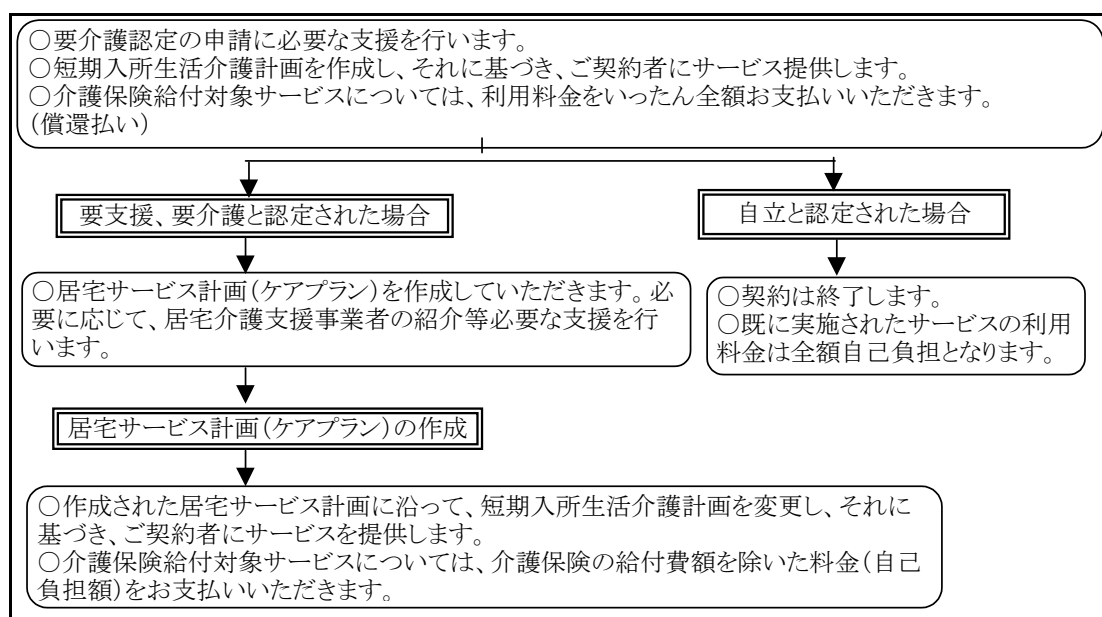 ○要介護認定の申請に必要な支援を行います。
○短期入所生活介護計画を作成し、それに基づき、ご契約者にサービス提供します。
○介護保険給付対象サービスについては、利用料金をいったん全額お支払いいただきます。
(償還払い)
要支援、要介護と認定された場合
自立と認定された場合
○居宅サービス計画(ケアプラン)を作成していただきます。必
要に応じて、居宅介護支援事業者の紹介等必要な支援を行
います。
○契約は終了します。
○既に実施されたサービスの利用
料金は全額自己負担となります。
居宅サービス計画(ケアプラン)の作成
○作成された居宅サービス計画に沿って、短期入所生活介護計画を変更し、それに
基づき、ご契約者にサービスを提供します。
○介護保険給付対象サービスについては、介護保険の給付費額を除いた料金(自己
負担額)をお支払いいただきます。